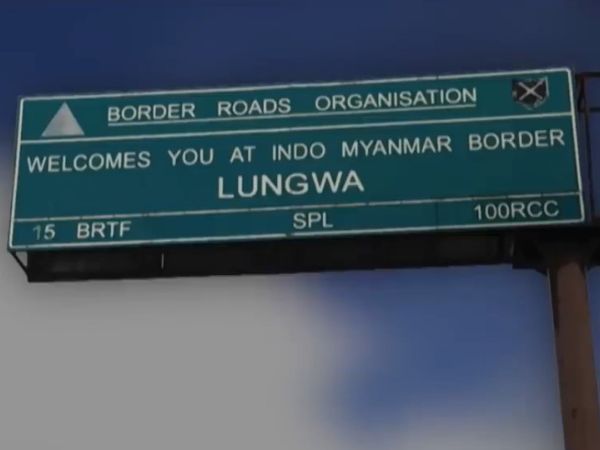 BORDER ROADS ORGANISATION
WELCOMES YOU AT INDO MYANMAR BORDER
LUNGWA
15 BRTF SPL 100RCC